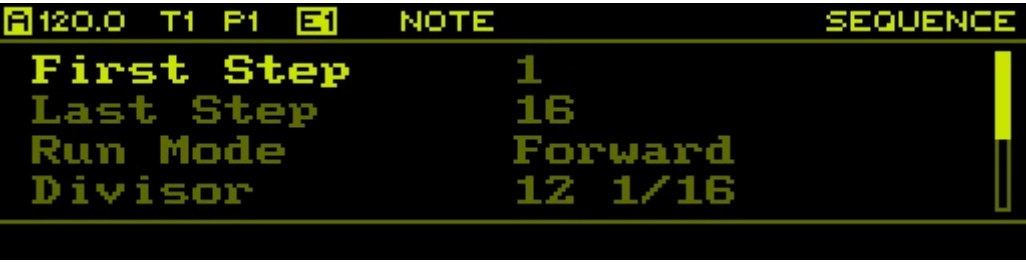 A 120.0 T1 P1 E1 NOTE SEQUENCE
First Step 1
Last Step 16
Run Mode Forward
Divisor 12 1/16